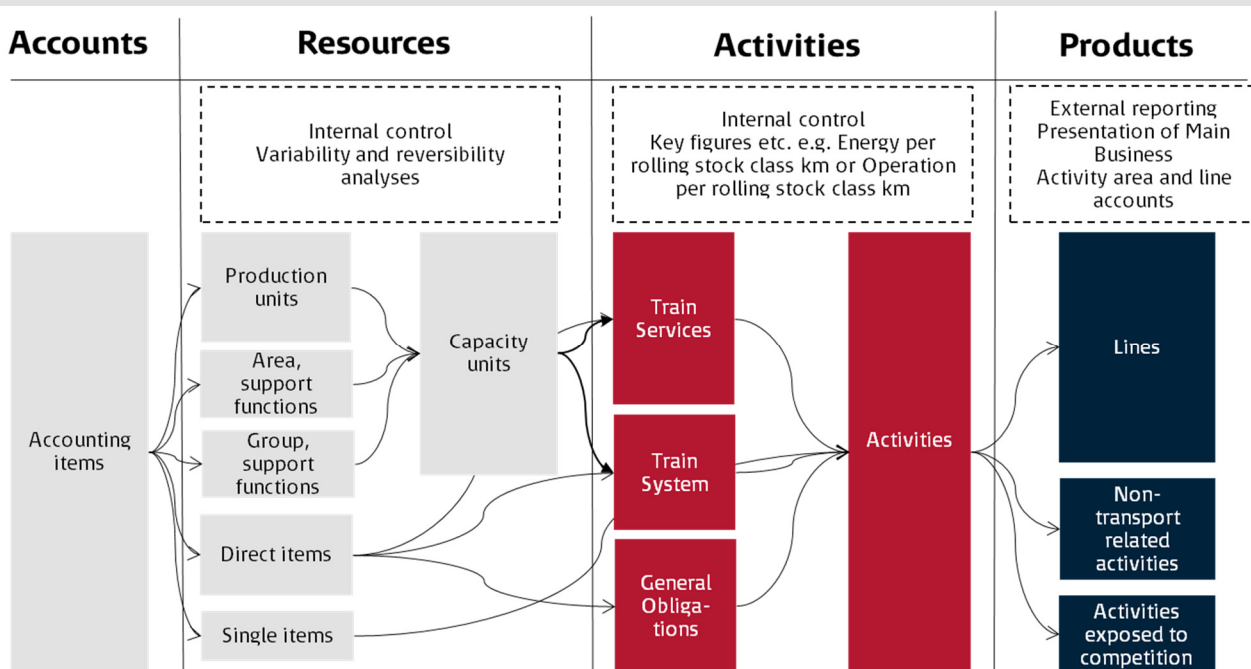 Accounts
Resources
Activities
Products
Internal control
Variability and reversibility
analyses
Internal control
Key figures etc. e.g. Energy per
rolling stock class km or Operation
per rolling stock class km
External reporting
Presentation of Main
Business
Activity area and line
accounts
Accounting
items
Production
units
Area,
support
functions
Group,
support
functions
Direct items
Single items
Capacity
units
Train
Services
Train
System
General
Obliga-
tions
Activities
Lines
Non-
transport
related
activities
Activities
exposed to
competition